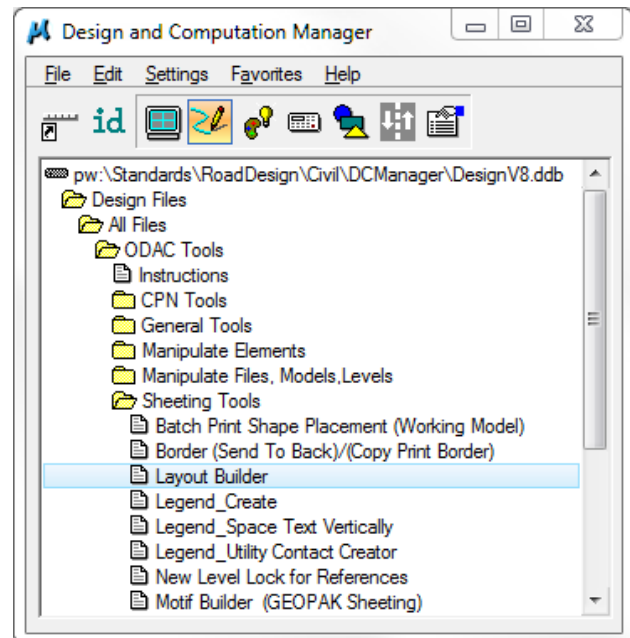 Design and Computation Manager
File Edit Settings Favorites Help
id
pw:\Standards\RoadDesign\Civil\DCManager\DesignV8.ddb
Design Files
All Files
ODAC Tools
Instructions
CPN Tools
General Tools
Manipulate Elements
Manipulate Files, Models,Levels
Sheeting Tools
Batch Print Shape Placement (Working Model)
Border (Send To Back)/(Copy Print Border)
Layout Builder
Legend_Create
Legend_Space Text Vertically
Legend_Utility Contact Creator
New Level Lock for References
Motif Builder (GEOPAK Sheeting)